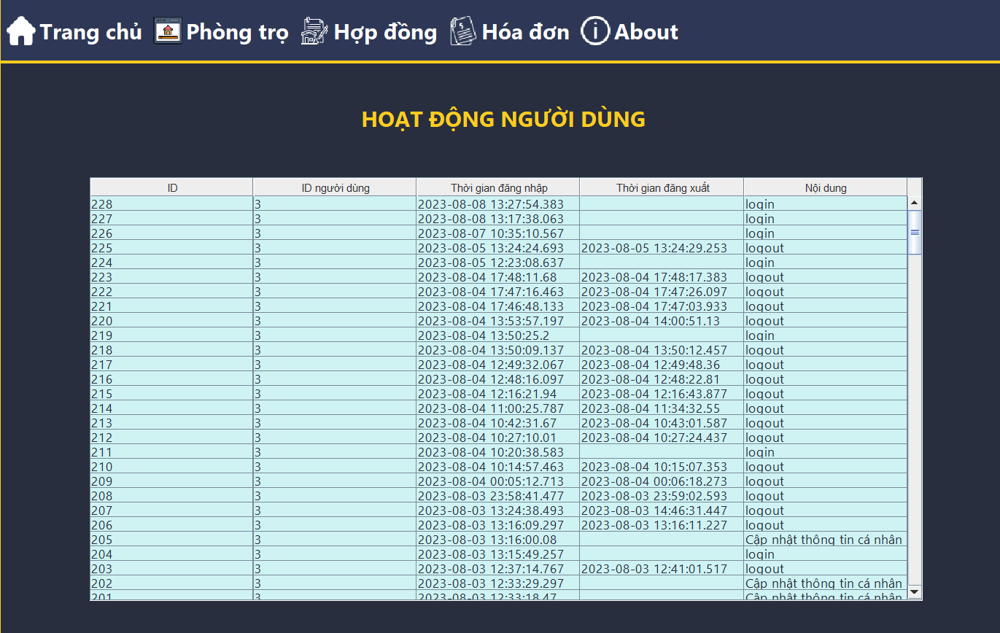 Trang chủ Phòng trọ Hợp đồng Hóa đơn About
HOẠT ĐỘNG NGƯỜI DÙNG
ID ID người dùng Thời gian đăng nhập Thời gian đăng xuất Nội dung
228 3 2023-08-08 13:27:54.383 login
227 3 2023-08-08 13:17:38.063 login
226 3 2023-08-07 10:35:10.567 login
225 3 2023-08-05 13:24:24.693 2023-08-05 13:24:29.253 logout
224 3 2023-08-05 12:23:08.637 login
223 3 2023-08-04 17:48:11.68 2023-08-04 17:48:17.383 logout
222 3 2023-08-04 17:47:16.463 2023-08-04 17:47:26.097 logout
221 3 2023-08-04 17:46:48.133 2023-08-04 17:47:03.933 logout
220 3 2023-08-04 13:53:57.197 2023-08-04 14:00:51.13 logout
219 3 2023-08-04 13:50:25.2 login
218 3 2023-08-04 13:50:09.137 2023-08-04 13:50:12.457 logout
217 3 2023-08-04 12:49:32.067 2023-08-04 12:49:48.36 logout
216 3 2023-08-04 12:48:16.097 2023-08-04 12:48:22.81 logout
215 3 2023-08-04 12:16:21.94 2023-08-04 12:16:43.877 logout
214 3 2023-08-04 11:00:25.787 2023-08-04 11:34:32.55 logout
213 3 2023-08-04 10:42:31.67 2023-08-04 10:43:01.587 logout
212 3 2023-08-04 10:27:10.01 2023-08-04 10:27:24.437 logout
211 3 2023-08-04 10:20:38.583 login
210 3 2023-08-04 10:14:57.463 2023-08-04 10:15:07.353 logout
209 3 2023-08-04 00:05:12.713 2023-08-04 00:06:18.273 logout
208 3 2023-08-03 23:58:41.477 2023-08-03 23:59:02.593 logout
207 3 2023-08-03 13:24:38.493 2023-08-03 14:46:31.447 logout
206 3 2023-08-03 13:16:09.297 2023-08-03 13:16:11.227 logout
205 3 2023-08-03 13:16:00.08 Cập nhật thông tin cá nhân
204 3 2023-08-03 13:15:49.257 login
203 3 2023-08-03 12:37:14.767 2023-08-03 12:41:01.517 logout
202 3 2023-08-03 12:33:29.297 Cập nhật thông tin cá nhân
201 3 2023-08-03 12:33:18.47 Cập nhật thông tin cá nhân